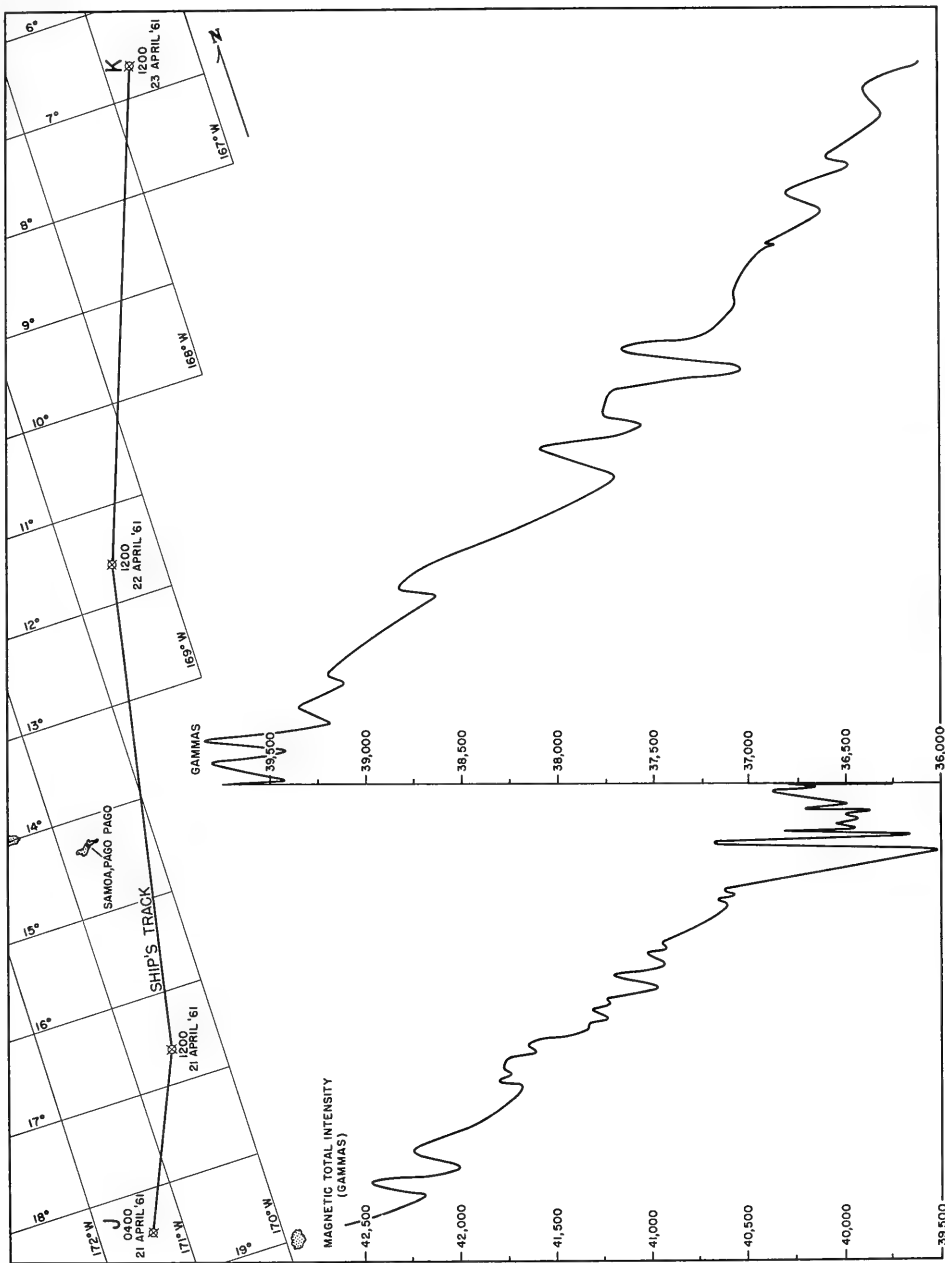 6°
7°
8°
9°
10°
11°
12°
13°
14°
15°
16°
17°
18°
19°
172° W
171° W
170° W
169° W
168° W
167° W
N
K
1200
23 APRIL '61
1200
22 APRIL '61
SAMOA, PAGO PAGO
SHIP'S TRACK
1200
21 APRIL '61
J
0400
21 APRIL '61
GAMMAS
39,500
39,000
38,500
38,000
37,500
37,000
36,500
36,000
MAGNETIC TOTAL INTENSITY
(GAMMAS)
42,500
42,000
41,500
41,000
40,500
40,000
39,500